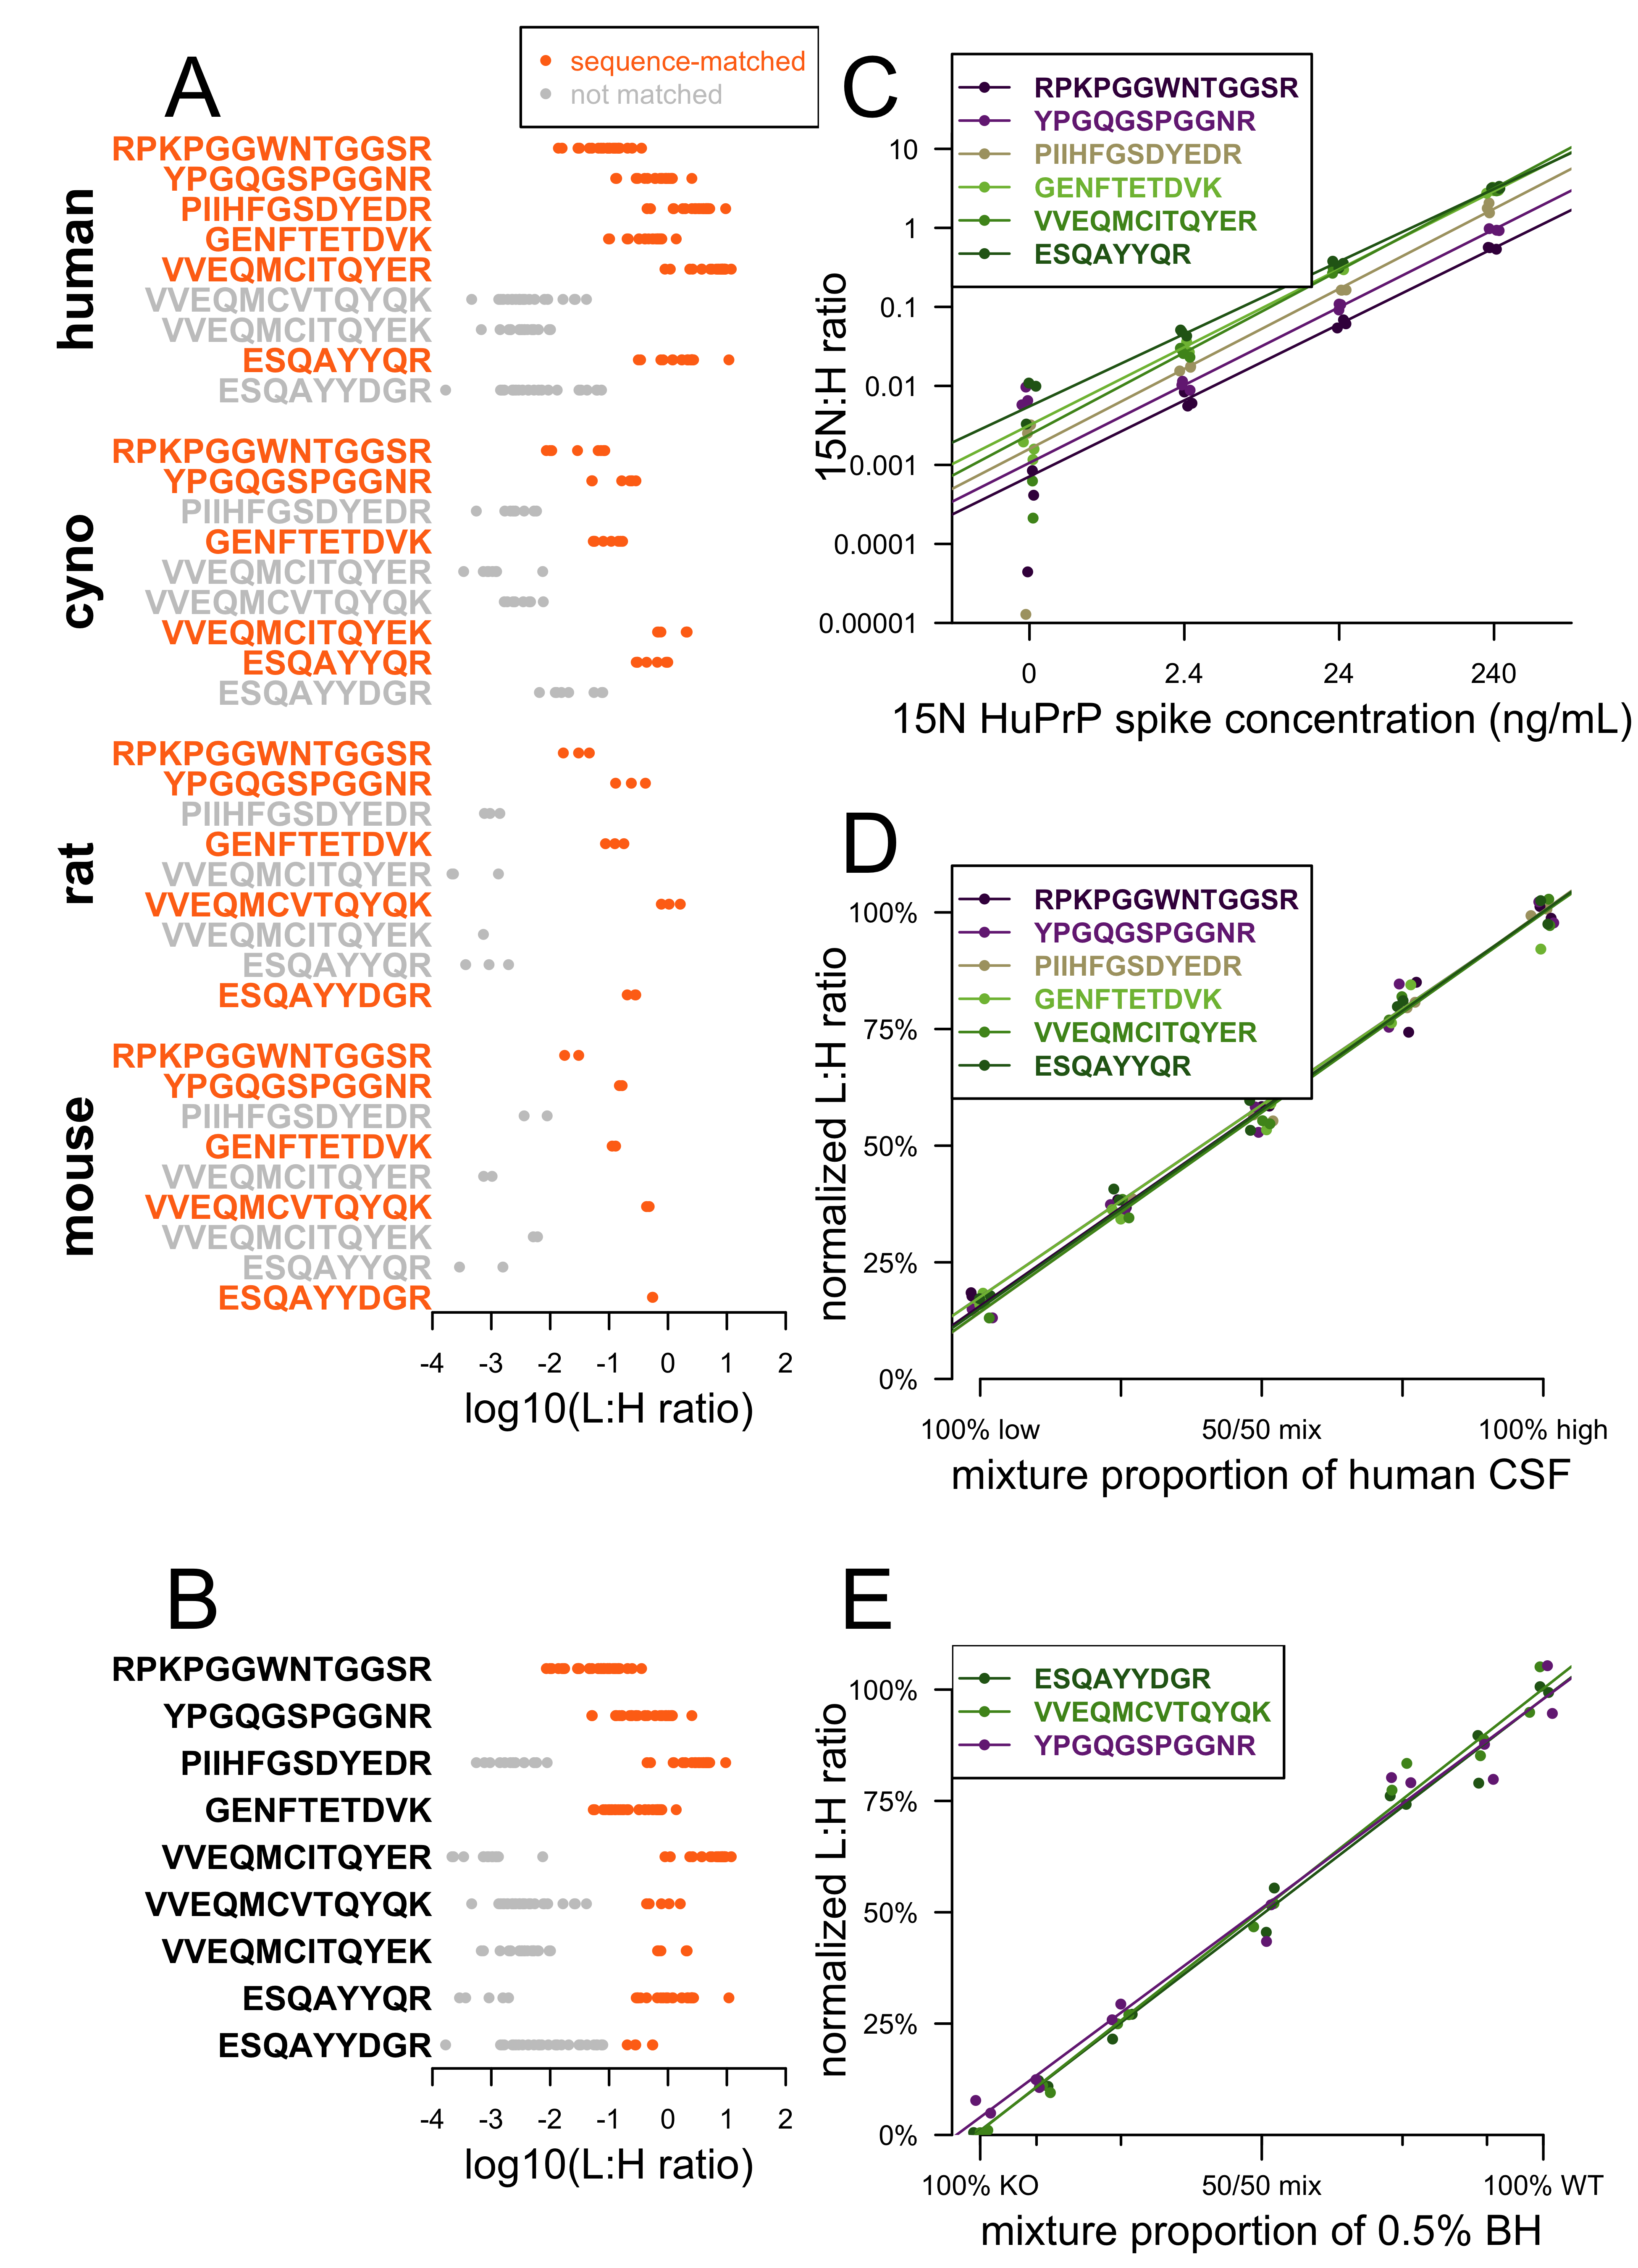 A
sequence-matched
not matched
human
RPKPGGWNTGGSR
YPGQGSPGGNR
PIIHFGSDYEDR
GENFTETDVK
VVEQMCITQYER
VVEQMCVTQYQK
VVEQMCITQYEK
ESQAYYQR
ESQAYYDGR
cyno
RPKPGGWNTGGSR
YPGQGSPGGNR
PIIHFGSDYEDR
GENFTETDVK
VVEQMCITQYER
VVEQMCVTQYQK
VVEQMCITQYEK
ESQAYYQR
ESQAYYDGR
rat
RPKPGGWNTGGSR
YPGQGSPGGNR
PIIHFGSDYEDR
GENFTETDVK
VVEQMCITQYER
VVEQMCVTQYQK
VVEQMCITQYEK
ESQAYYQR
ESQAYYDGR
mouse
RPKPGGWNTGGSR
YPGQGSPGGNR
PIIHFGSDYEDR
GENFTETDVK
VVEQMCITQYER
VVEQMCVTQYQK
VVEQMCITQYEK
ESQAYYQR
ESQAYYDGR
-4 -3 -2 -1 0 1 2
log10(L:H ratio)
B
RPKPGGWNTGGSR
YPGQGSPGGNR
PIIHFGSDYEDR
GENFTETDVK
VVEQMCITQYER
VVEQMCVTQYQK
VVEQMCITQYEK
ESQAYYQR
ESQAYYDGR
-4 -3 -2 -1 0 1 2
log10(L:H ratio)
C
RPKPGGWNTGGSR
YPGQGSPGGNR
PIIHFGSDYEDR
GENFTETDVK
VVEQMCITQYER
ESQAYYQR
15N:H ratio
10
1
0.1
0.01
0.001
0.0001
0.00001
0 2.4 24 240
15N HuPrP spike concentration (ng/mL)
D
RPKPGGWNTGGSR
YPGQGSPGGNR
PIIHFGSDYEDR
GENFTETDVK
VVEQMCITQYER
ESQAYYQR
normalized L:H ratio
100%
75%
50%
25%
0%
100% low 50/50 mix 100% high
mixture proportion of human CSF
E
ESQAYYDGR
VVEQMCVTQYQK
YPGQGSPGGNR
normalized L:H ratio
100%
75%
50%
25%
0%
100% KO 50/50 mix 100% WT
mixture proportion of 0.5% BH